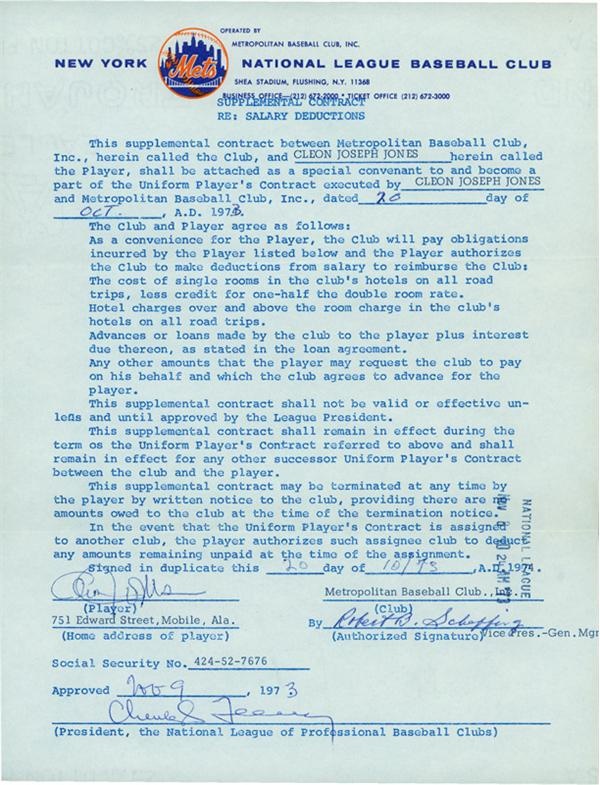 OPERATED BY
METROPOLITAN BASEBALL CLUB, INC.
NEW YORK Mets NATIONAL LEAGUE BASEBALL CLUB
SHEA STADIUM, FLUSHING, N.Y. 11368
BUSINESS OFFICE—(212) 672-2000 • TICKET OFFICE (212) 672-3000
SUPPLEMENTAL CONTRACT
RE: SALARY DEDUCTIONS
This supplemental contract between Metropolitan Baseball Club,
Inc., herein called the Club, and CLEON JOSEPH JONES herein called
the Player, shall be attached as a special convenant to and become a
part of the Uniform Player's Contract executed by CLEON JOSEPH JONES
and Metropolitan Baseball Club, Inc., dated 20 day of
OCT. , A.D. 1973.
The Club and Player agree as follows:
As a convenience for the Player, the Club will pay obligations
incurred by the Player listed below and the Player authorizes
the Club to make deductions from salary to reimburse the Club:
The cost of single rooms in the club's hotels on all road
trips, less credit for one-half the double room rate.
Hotel charges over and above the room charge in the club's
hotels on all road trips.
Advances or loans made by the club to the player plus interest
due thereon, as stated in the loan agreement.
Any other amounts that the player may request the club to pay
on his behalf and which the club agrees to advance for the
player.
This supplemental contract shall not be valid or effective un-
less and until approved by the League President.
This supplemental contract shall remain in effect during the
term os the Uniform Player's Contract referred to above and shall
remain in effect for any other successor Uniform Player's Contract
between the club and the player.
This supplemental contract may be terminated at any time by
the player by written notice to the club, providing there are no
amounts owed to the club at the time of the termination notice.
In the event that the Uniform Player's Contract is assigned
to another club, the player authorizes such assignee club to deduct
any amounts remaining unpaid at the time of the assignment.
NATIONAL LEAGUE
Signed in duplicate this 20 day of 10/73 , A.D. 1974.
Metropolitan Baseball Club., Inc.
(Player) (Club)
751 Edward Street, Mobile, Ala. By Robert B. Scheffing Vice Pres.-Gen.Mgr
(Home address of player) (Authorized Signature)
Social Security No. 424-52-7676
Approved Nov 9 , 1973
Charles S Feeney
(President, the National League of Professional Baseball Clubs)